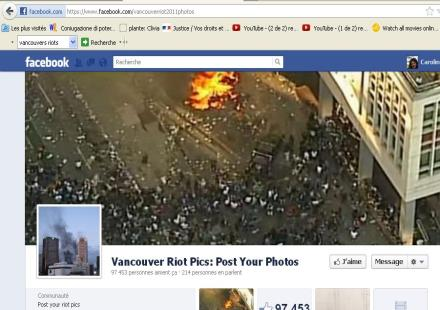 facebook.com https://www.facebook.com/vancouverriot2011photos
Les plus visités Coniugazione di poter... plante: Clivia Justice / Vos droits et ... YouTube - (2 de 2) re... YouTube - (1 de 2) re... Watch all movies onlin...
vancouvers riots Recherche
facebook Recherche Caroline
Vancouver Riot Pics: Post Your Photos J'aime Message
97 453 personnes aiment ça · 214 personnes en parlent
Communauté
Post your riot pics 97 453